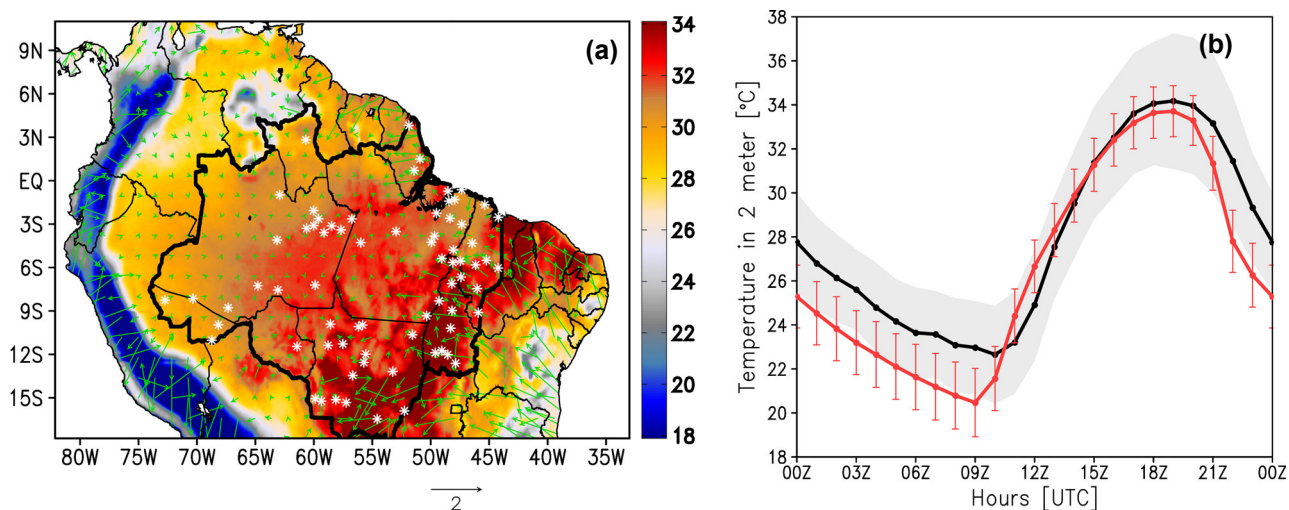 (a)
9N
6N
3N
EQ
3S
6S
9S
12S
15S
80W 75W 70W 65W 60W 55W 50W 45W 40W 35W
2
34
32
30
28
26
24
22
20
18
(b)
Temperature in 2 meter [°C]
38
36
34
32
30
28
26
24
22
20
18
00Z 03Z 06Z 09Z 12Z 15Z 18Z 21Z 00Z
Hours [UTC]